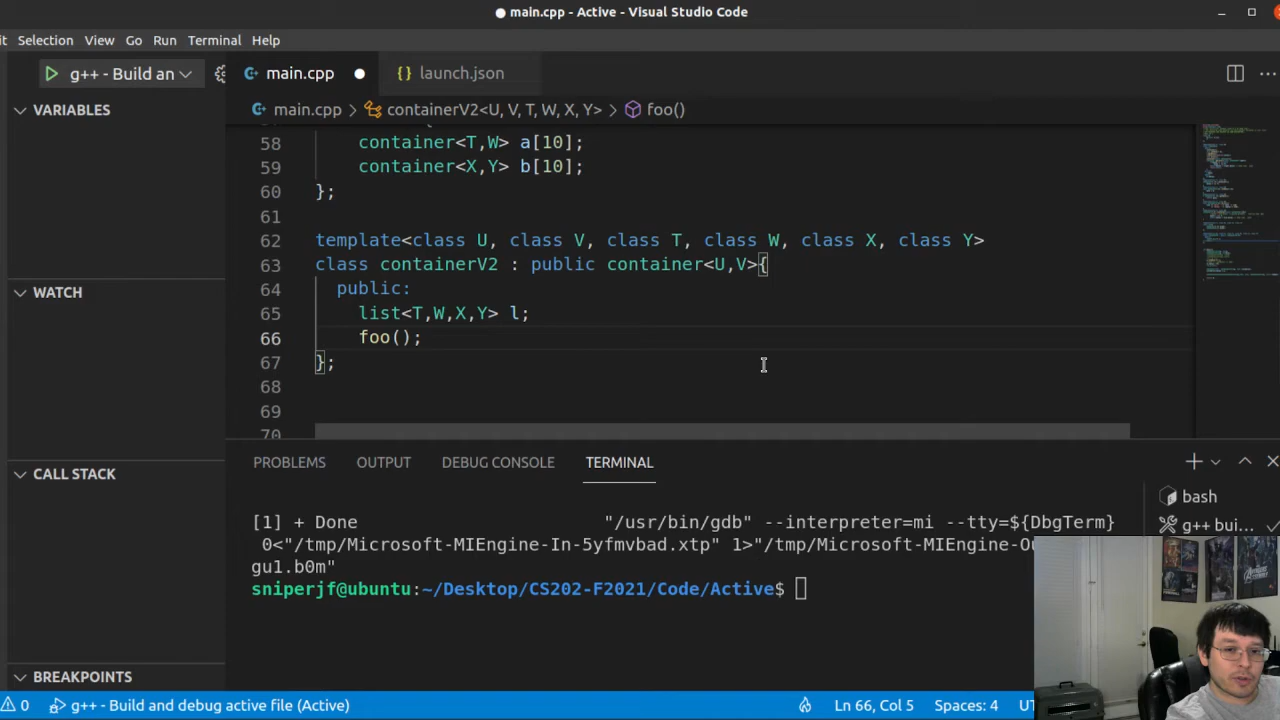 main.cpp - Active - Visual Studio Code
it Selection View Go Run Terminal Help
g++ - Build an
main.cpp
launch.json
VARIABLES
main.cpp > containerV2<U, V, T, W, X, Y> > foo()
58 container<T,W> a[10];
59 container<X,Y> b[10];
60 };
61
62 template<class U, class V, class T, class W, class X, class Y>
63 class containerV2 : public container<U,V>{
64 public:
65 list<T,W,X,Y> l;
66 foo();
67 };
68
69
70
WATCH
CALL STACK
BREAKPOINTS
PROBLEMS OUTPUT DEBUG CONSOLE TERMINAL
bash
g++ bui...
[1] + Done "/usr/bin/gdb" --interpreter=mi --tty=${DbgTerm}
0<"/tmp/Microsoft-MIEngine-In-5yfmvbad.xtp" 1>"/tmp/Microsoft-MIEngine-Ou
gu1.b0m"
sniperjf@ubuntu:~/Desktop/CS202-F2021/Code/Active$
0 g++ - Build and debug active file (Active) Ln 66, Col 5 Spaces: 4 UT